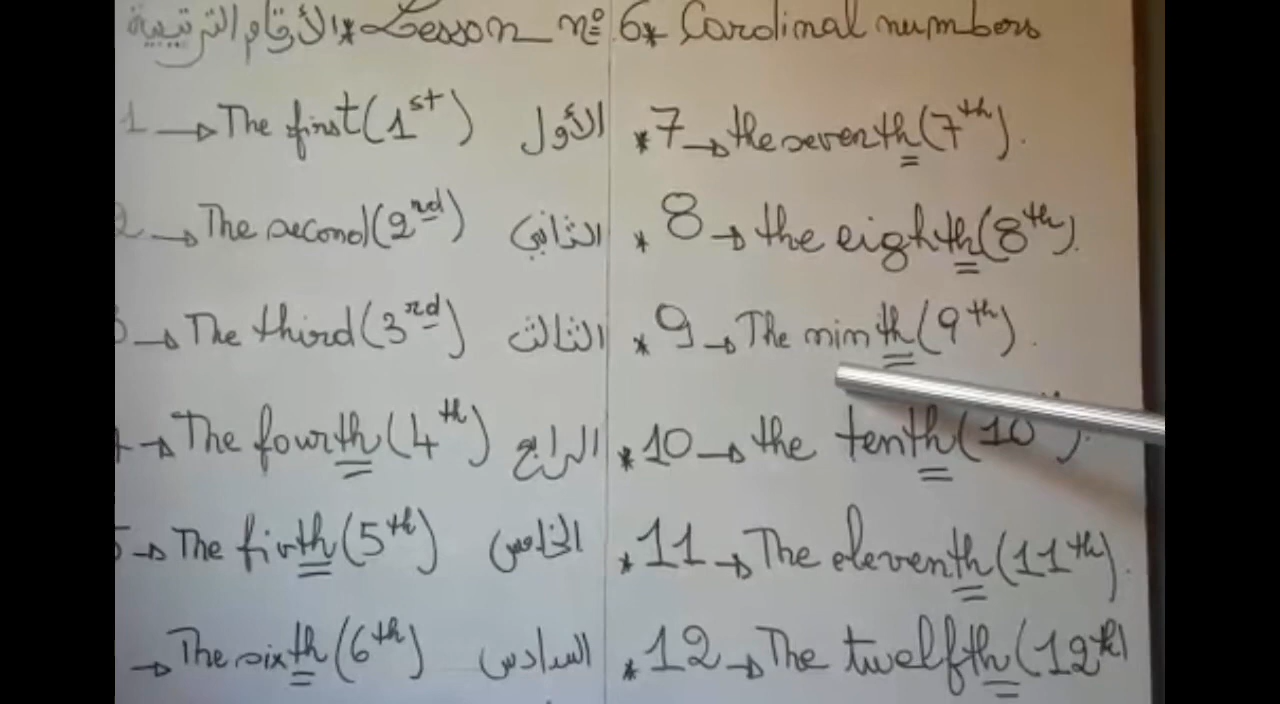 الأرقام الترتيبية * Lesson nº 6 * Cardinal numbers
1 → The first (1st) الأول
2 → The second (2nd) الثاني
3 → The third (3rd) الثالث
4 → The fourth (4th) الرابع
5 → The firth (5th) الخامس
→ The sixth (6th) السادس
* 7 → the seventh (7th).
* 8 → the eighth (8th).
* 9 → The ninth (9th).
* 10 → the tenth (10th).
* 11 → The eleventh (11th).
* 12 → The twelfth (12th)